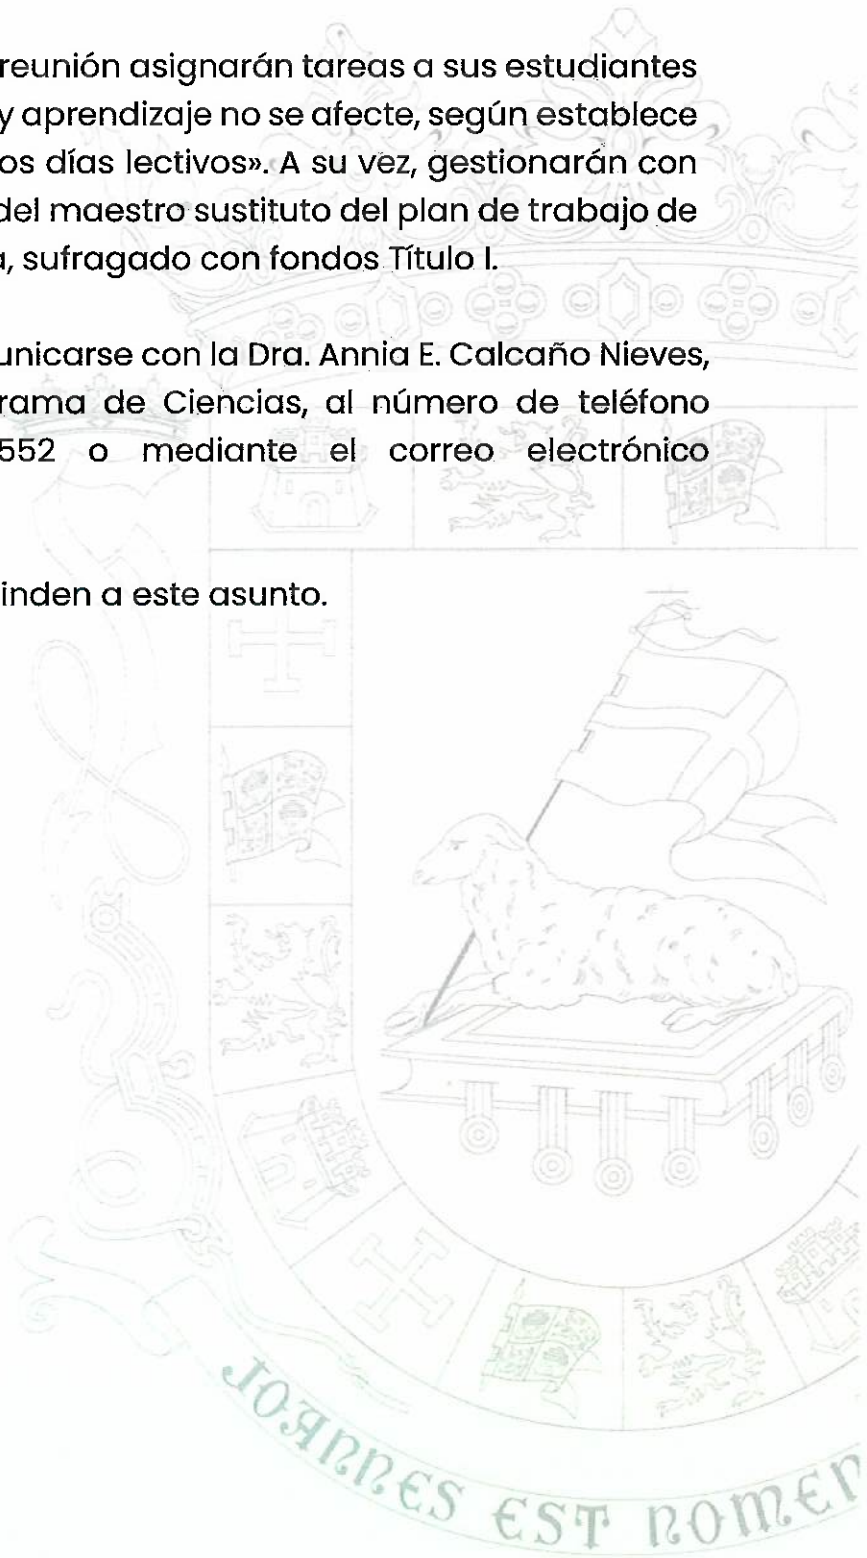 reunión asignarán tareas a sus estudiantes
y aprendizaje no se afecte, según establece
os días lectivos». A su vez, gestionarán con
del maestro sustituto del plan de trabajo de
a, sufragado con fondos Título I.
unicarse con la Dra. Annia E. Calcaño Nieves,
rama de Ciencias, al número de teléfono
552 o mediante el correo electrónico
inden a este asunto.
JOANNES EST NOMEN